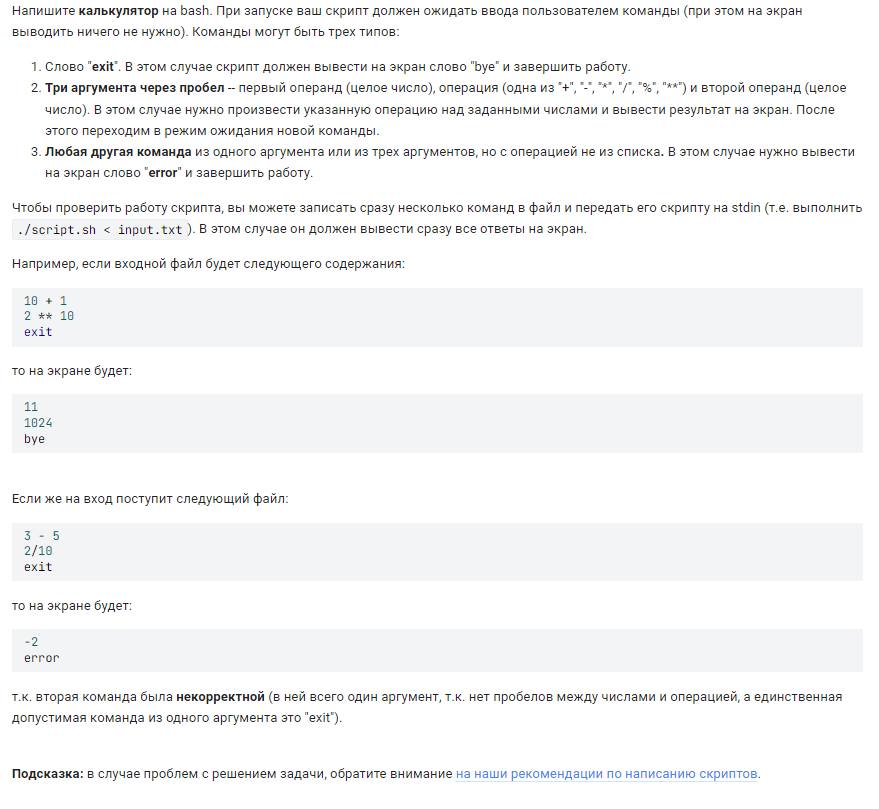 Напишите калькулятор на bash. При запуске ваш скрипт должен ожидать ввода пользователем команды (при этом на экран
выводить ничего не нужно). Команды могут быть трех типов:
1. Слово "exit". В этом случае скрипт должен вывести на экран слово "bye" и завершить работу.
2. Три аргумента через пробел -- первый операнд (целое число), операция (одна из "+", "-", "*", "/", "%", "**") и второй операнд (целое
число). В этом случае нужно произвести указанную операцию над заданными числами и вывести результат на экран. После
этого переходим в режим ожидания новой команды.
3. Любая другая команда из одного аргумента или из трех аргументов, но с операцией не из списка. В этом случае нужно вывести
на экран слово "error" и завершить работу.
Чтобы проверить работу скрипта, вы можете записать сразу несколько команд в файл и передать его скрипту на stdin (т.е. выполнить
./script.sh < input.txt ). В этом случае он должен вывести сразу все ответы на экран.
Например, если входной файл будет следующего содержания:
10 + 1
2 ** 10
exit
то на экране будет:
11
1024
bye
Если же на вход поступит следующий файл:
3 - 5
2/10
exit
то на экране будет:
-2
error
т.к. вторая команда была некорректной (в ней всего один аргумент, т.к. нет пробелов между числами и операцией, а единственная
допустимая команда из одного аргумента это "exit").
Подсказка: в случае проблем с решением задачи, обратите внимание на наши рекомендации по написанию скриптов.